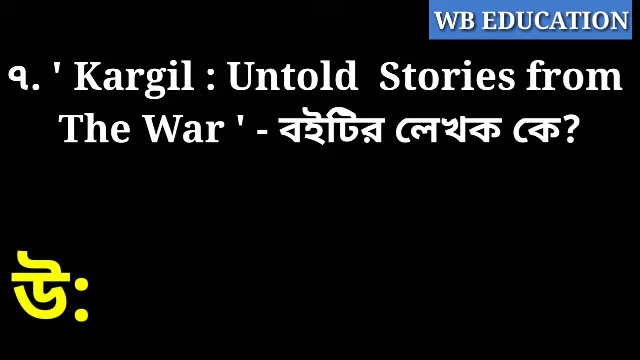 WB EDUCATION
৭. ' Kargil : Untold Stories from
The War ' - বইটির লেখক কে?
উ: